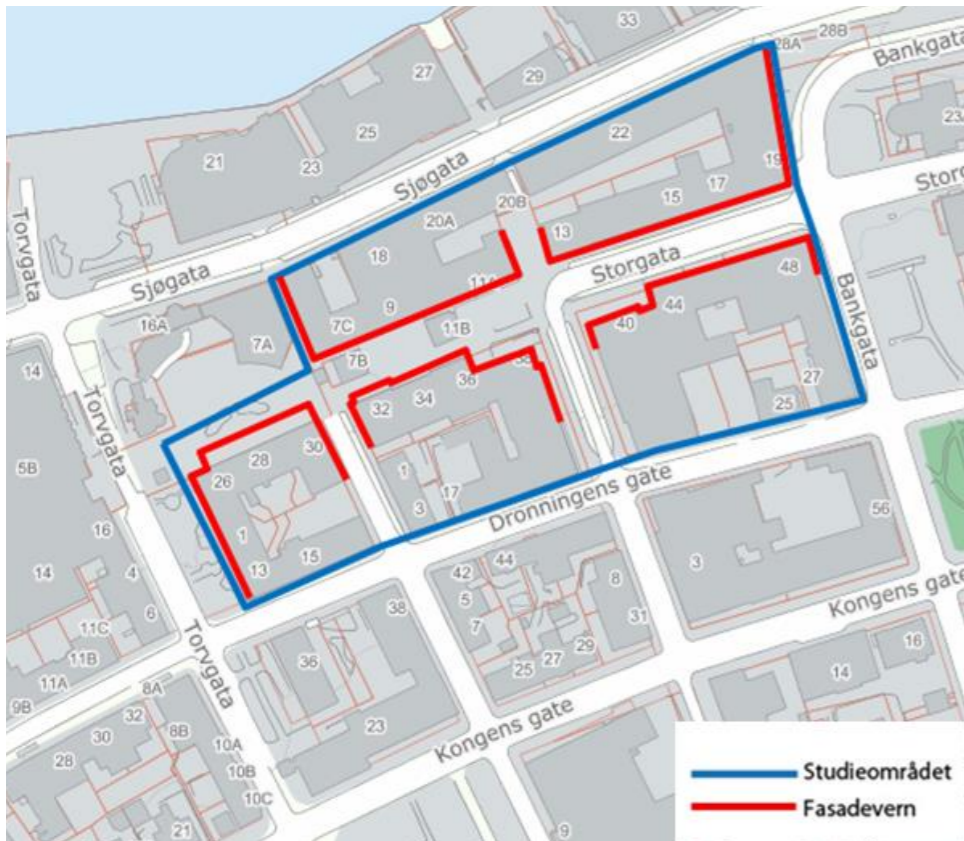 33
28B
28A
Bankgata
27
29
25
21
23
22
Sjøgata
Torvgata
Sjøgata
20B
20A
18
19
17
15
13
Storgata
48
44
40
11A
9
7C
11B
7B
7A
16A
14
Torvgata
5B
32
34
36
30
28
26
27
25
Bankgata
1
17
3
Dronningens gate
1
15
13
16
14
4
6
11C
11B
11A
9B
8A
Torvgata
56
3
44
42
5
7
8
31
29
27
25
38
36
23
Kongens gate
Kongens gate
16
14
32
30
28
8B
10A
10B
10C
21
9
Studieområdet
Fasadevern